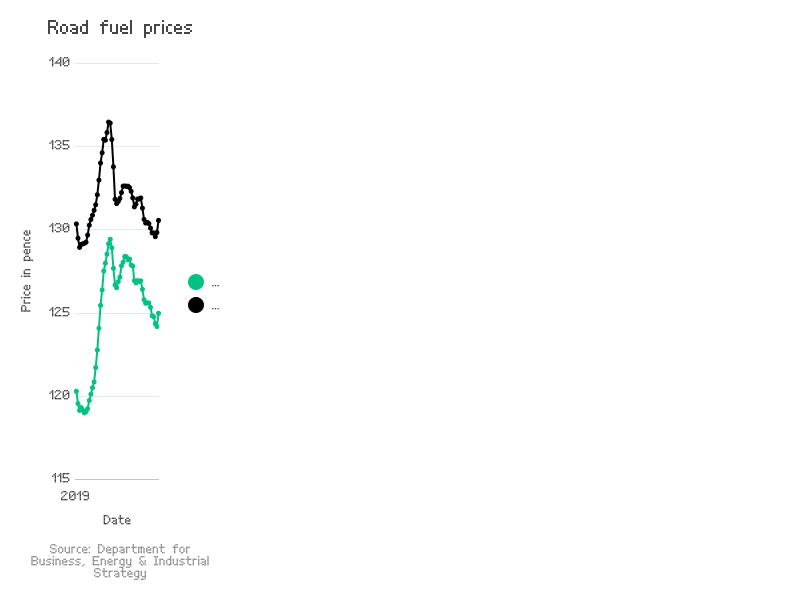 Road fuel prices
140
135
130
125
120
115
Price in pence
2019
Date
...
...
Source: Department for
Business, Energy & Industrial
Strategy